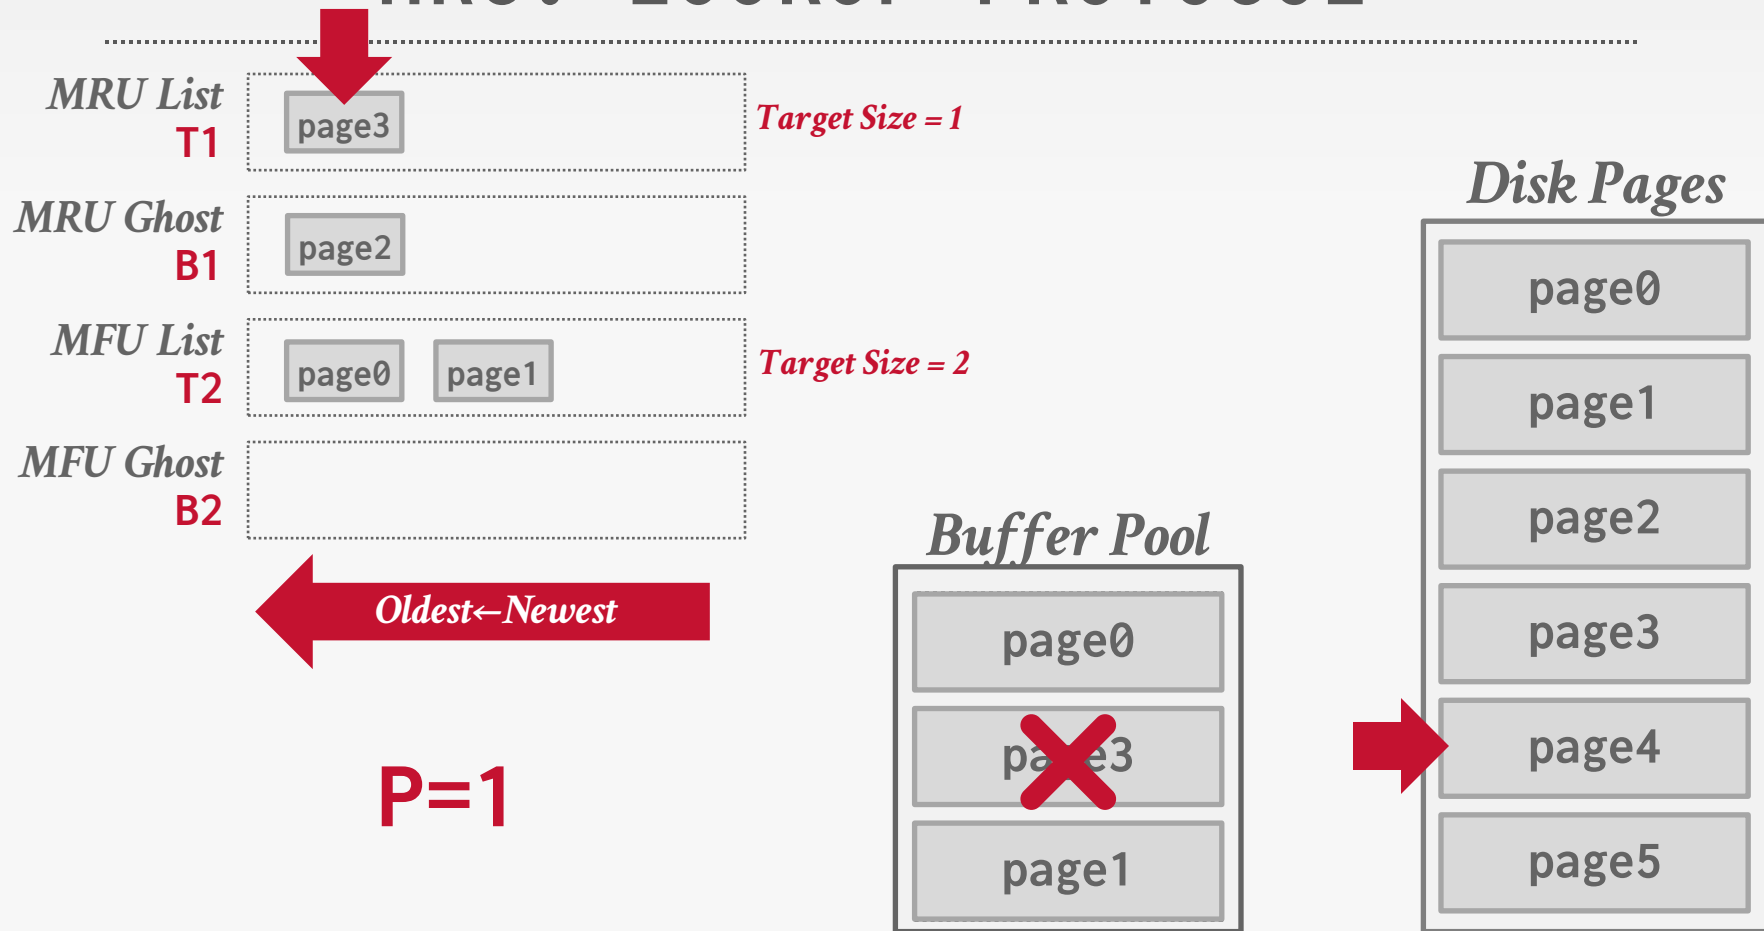 MRU List
T1
page3
Target Size = 1
MRU Ghost
B1
page2
MFU List
T2
page0 page1
Target Size = 2
MFU Ghost
B2
Oldest←Newest
P=1
Buffer Pool
page0
page3
page1
Disk Pages
page0
page1
page2
page3
page4
page5